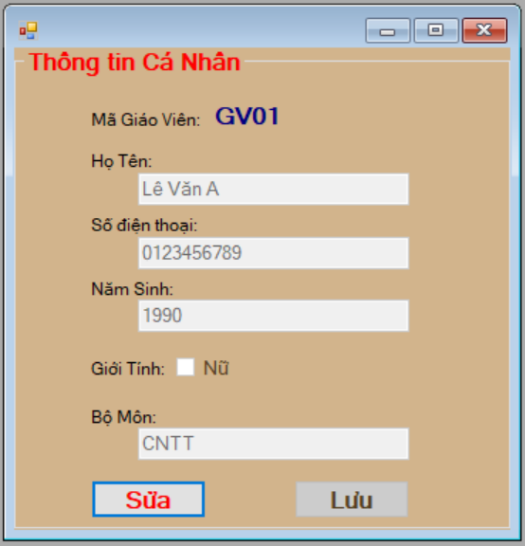 Thông tin Cá Nhân
Mã Giáo Viên: GV01
Họ Tên:
Lê Văn A
Số điện thoại:
0123456789
Năm Sinh:
1990
Giới Tính: Nữ
Bộ Môn:
CNTT
Sửa Lưu